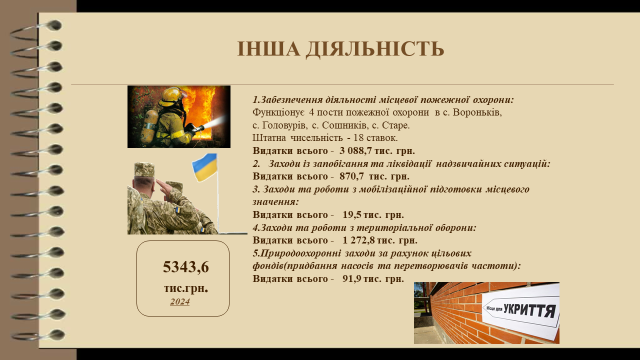 ІНША ДІЯЛЬНІСТЬ
1.Забезпечення діяльності місцевої пожежної охорони:
Функціонує 4 пости пожежної охорони в с. Вороньків,
с. Головурів, с. Сошників, с. Старе.
Штатна чисельність - 18 ставок.
Видатки всього - 3 088,7 тис. грн.
2. Заходи із запобігання та ліквідації надзвичайних ситуацій:
Видатки всього - 870,7 тис. грн.
3. Заходи та роботи з мобілізаційної підготовки місцевого
значення:
Видатки всього - 19,5 тис. грн.
4.Заходи та роботи з територіальної оборони:
Видатки всього - 1 272,8 тис. грн.
5.Природоохоронні заходи за рахунок цільових
фондів(придбання насосів та перетворювачів частоти):
Видатки всього - 91,9 тис. грн.
5343,6
тис.грн.
2024
УКРИТТЯ